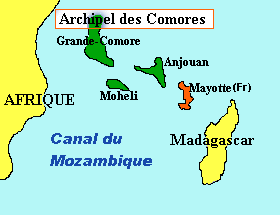 Archipel des Comores
Grande-Comore
Anjouan
Mayotte(Fr)
Moheli
AFRIQUE
Madagascar
Canal du
Mozambique